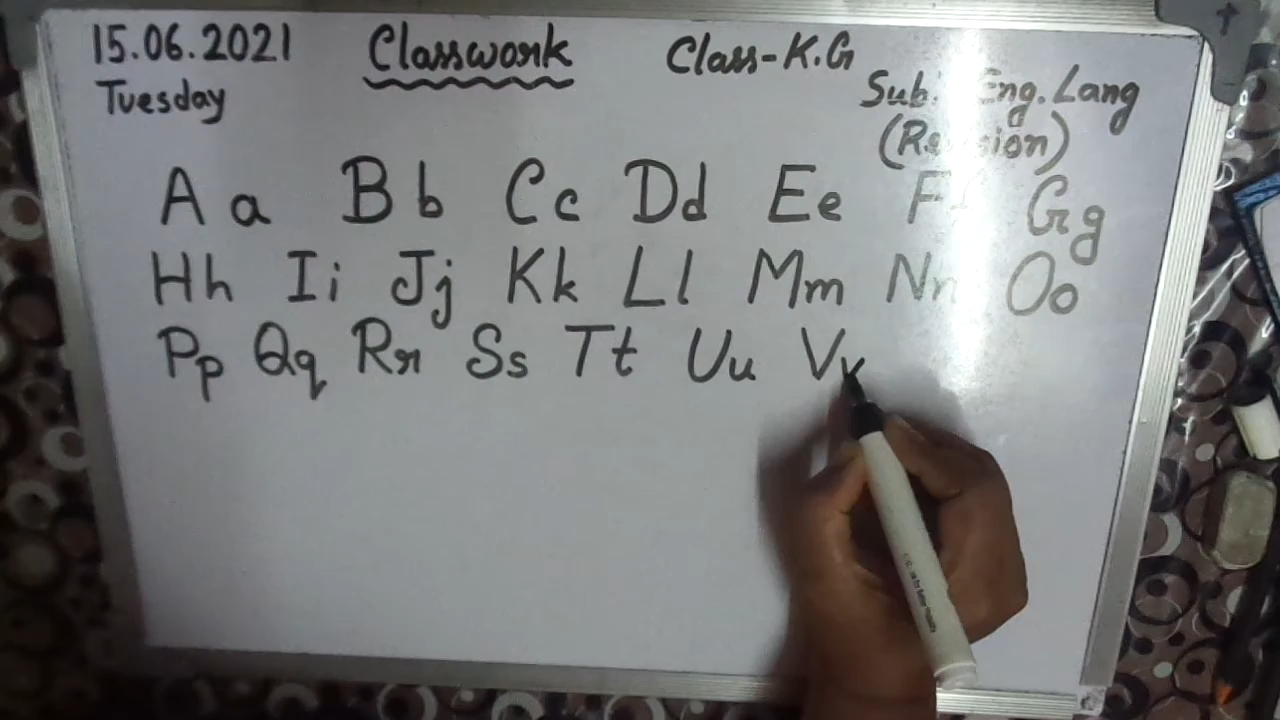 15.06.2021 Classwork Class-K.G
Tuesday Sub: Eng. Lang
(Revision)
Aa Bb Cc Dd Ee Ff Gg
Hh Ii Jj Kk Ll Mm Nn Oo
Pp Qq Rr Ss Tt Uu Vv